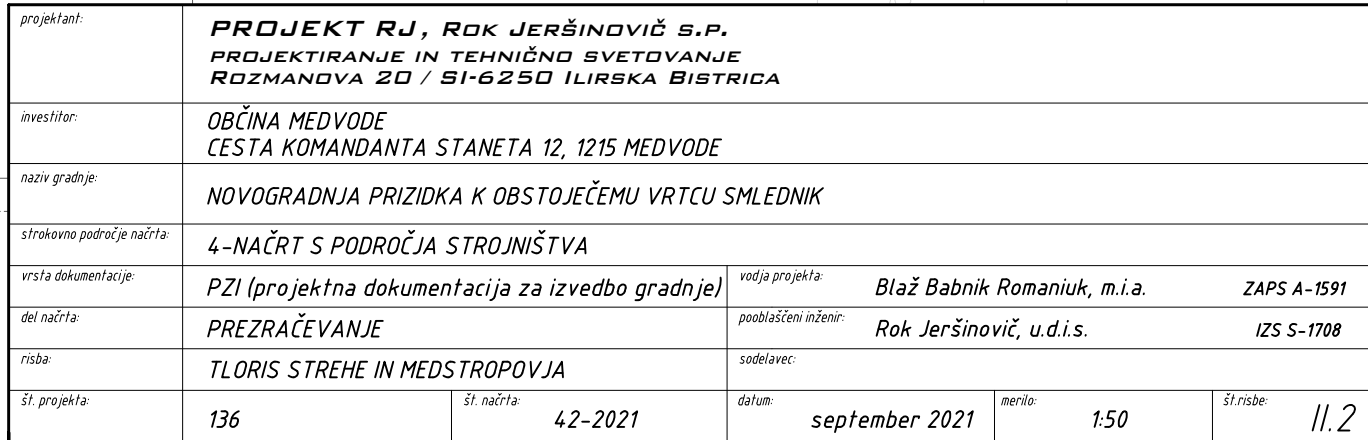 projektant:
PROJEKT RJ, ROK JERŠINOVIČ S.P.
PROJEKTIRANJE IN TEHNIČNO SVETOVANJE
ROZMANOVA 20 / SI-6250 ILIRSKA BISTRICA
investitor:
OBČINA MEDVODE
CESTA KOMANDANTA STANETA 12, 1215 MEDVODE
naziv gradnje:
NOVOGRADNJA PRIZIDKA K OBSTOJEČEMU VRTCU SMLEDNIK
strokovno področje načrta:
4-NAČRT S PODROČJA STROJNIŠTVA
vrsta dokumentacije:
PZI (projektna dokumentacija za izvedbo gradnje)
vodja projekta:
Blaž Babnik Romaniuk, m.i.a.
ZAPS A-1591
del načrta:
PREZRAČEVANJE
pooblaščeni inženir:
Rok Jeršinovič, u.d.i.s.
IZS S-1708
risba:
TLORIS STREHE IN MEDSTROPOVJA
sodelavec:
št. projekta:
136
št. načrta:
42-2021
datum:
september 2021
merilo:
1:50
št.risbe:
II.2